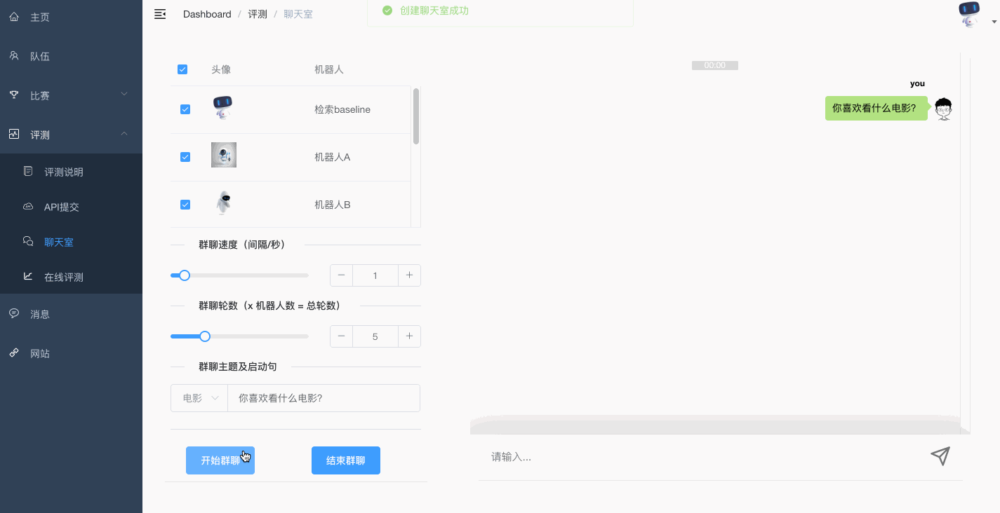 主页
队伍
比赛
评测
评测说明
API提交
聊天室
在线评测
消息
网站
Dashboard / 评测 / 聊天室
创建聊天室成功
头像 机器人
检索baseline
机器人A
机器人B
群聊速度（间隔/秒）
1
群聊轮数（x 机器人数 = 总轮数）
5
群聊主题及启动句
电影 你喜欢看什么电影?
开始群聊 结束群聊
00:00
you
你喜欢看什么电影?
请输入...